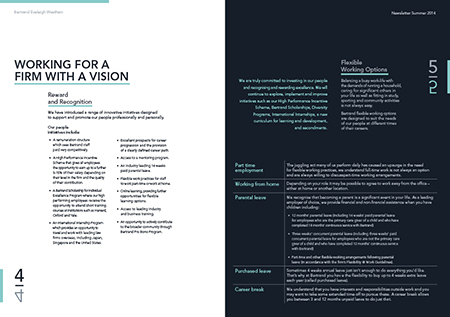 Bertrand Eveleigh Weathern
WORKING FOR A
FIRM WITH A VISION
Reward
and Recognition
We have introduced a range of innovative initiatives designed
to support and promote our people professionally and personally.
Our people
initiatives include:
• A remuneration structure
which sees Bertrand staff
paid very competitively.
• A High Performance Incentive
Scheme that gives all employees
the opportunity to earn up to a further
% of their salary depending on
their level in the firm and the quality
of their contribution.
• A Bertrand Scholarship for Individual
Excellence Program where our high
performing employees receive the
opportunity to attend short training
courses at institutions such as Harvard,
Oxford and Yale.
• An International Internship Program
which provides an opportunity to
travel and work with leading law
firms overseas, including Japan,
Singapore and the United States.
• Excellent prospects for career
progression and the provision
of a clearly defined career path.
• Access to a mentoring program.
• An industry leading 14 weeks
paid parental leave.
• Flexible work practices for staff
to work part time or work at home.
• Online learning, providing further
opportunities for flexible
learning options.
• Access to leading industry
and business training.
• An opportunity to actively contribute
to the broader community through
Bertrand Pro Bono Program.
4
4
Newsletter Summer 2014
5
5
We are truly committed to investing in our people
and recognising and rewarding excellence. We will
continue to explore, implement and improve
initiatives such as our High Performance Incentive
Scheme, Bertrand Scholarships, Diversity
Programs, International Internships, a new
curriculum for learning and development,
and secondments.
Flexible
Working Options
Balancing a busy work life with
the demands of running a household,
caring for significant others in
your life as well as fitting in study,
sporting and community activities
is not always easy.
Bertrand flexible working options
are designed to suit the needs
of our people at different times
of their careers.
Part time
employment
The juggling act many of us perform daily has caused an upsurge in the need
for flexible working practices, we understand full time work is not always an option
and are always willing to discuss part-time working arrangements.
Working from home
Depending on your role it may be possible to agree to work away from the office –
either at home or another location.
Parental leave
We recognise that becoming a parent is a significant event in your life. As a leading
employer of choice, we provide financial and non-financial assistance when you have
children including:
• 12 months' parental leave (including 14 weeks' paid parental leave)
for employees who are the primary care giver of a child and who have
completed 12 months' continuous service with Bertrand;
• Three weeks' concurrent parental leave (including three weeks' paid
concurrent parental leave) for employees who are not the primary care
giver of a child and who have completed 12 months' continuous service
with Bertrand;
• Part-time and other flexible working arrangements following parental
leave (in accordance with the firm's Flexibility @ Work Guidelines).
Purchased leave
Sometimes 4 weeks annual leave just isn't enough to do everything you'd like.
That's why at Bertrand you has is the flexibility to buy up to 4 weeks extra leave
each year (called purchased leave).
Career break
We understand that you have interests and responsibilities outside work and you
may want to take some extended time off to pursue these. A career break allows
you between 3 and 12 months unpaid leave to do just that.